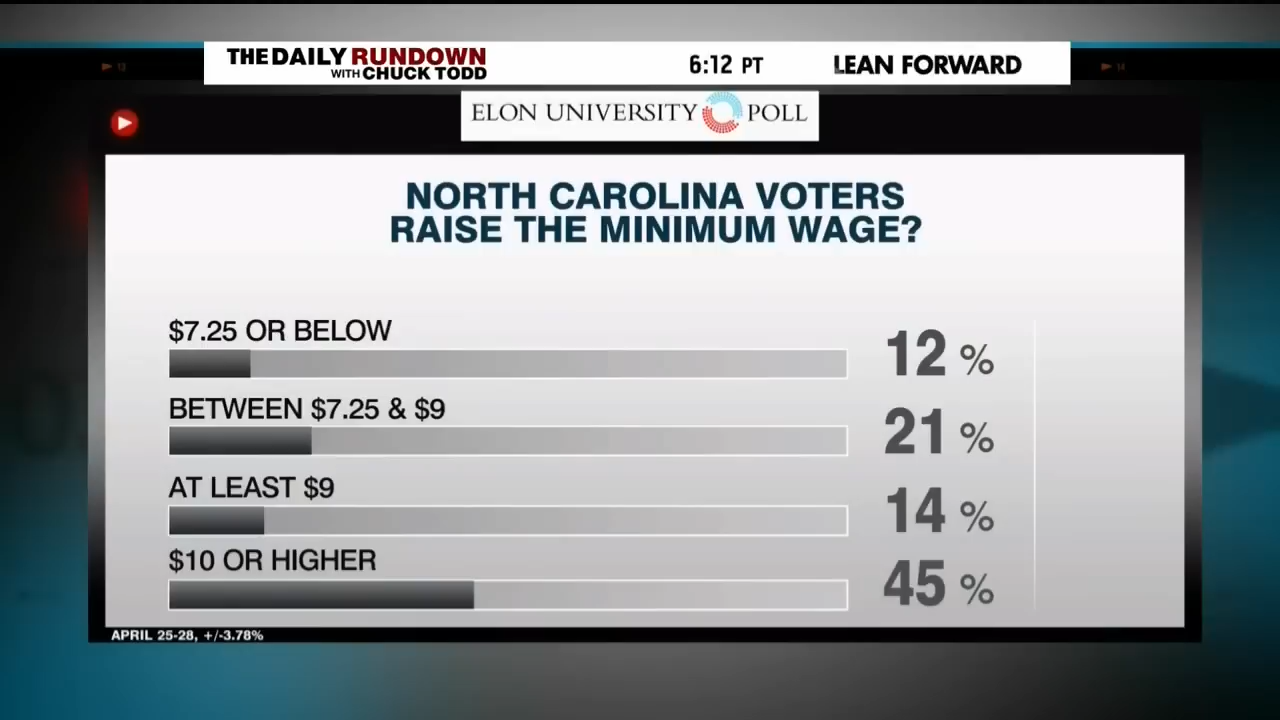 THE DAILY RUNDOWN
WITH CHUCK TODD
6:12 PT
LEAN FORWARD
13
14
ELON UNIVERSITY POLL
NORTH CAROLINA VOTERS
RAISE THE MINIMUM WAGE?
$7.25 OR BELOW
12 %
BETWEEN $7.25 & $9
21 %
AT LEAST $9
14 %
$10 OR HIGHER
45 %
APRIL 25-28, +/-3.78%